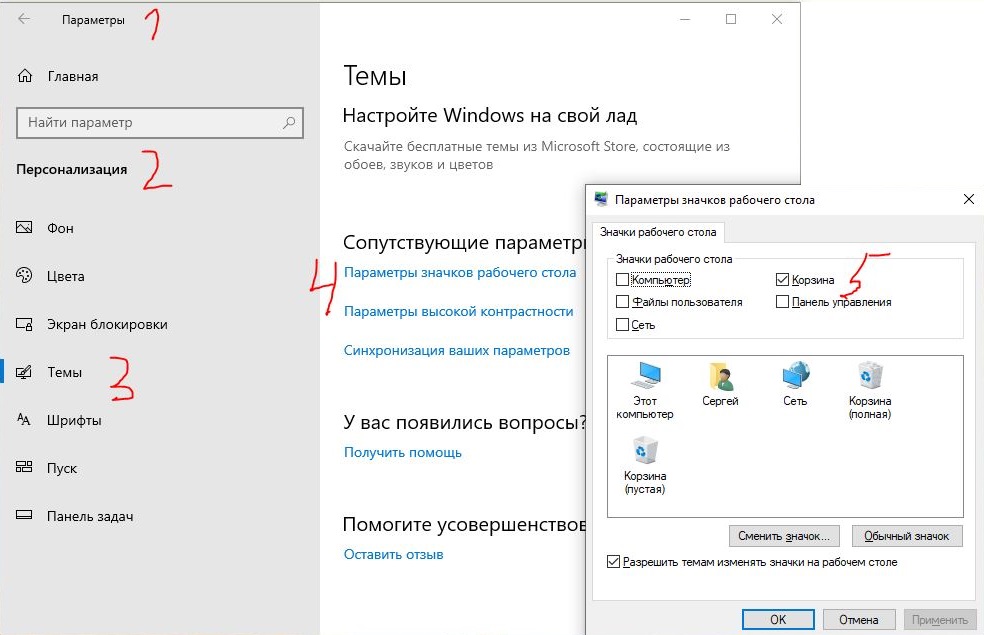 Параметры 1
Главная
Найти параметр
Персонализация 2
Фон
Цвета
Экран блокировки
Темы 3
Шрифты
Пуск
Панель задач
Темы
Настройте Windows на свой лад
Скачайте бесплатные темы из Microsoft Store, состоящие из
обоев, звуков и цветов
Сопутствующие параметры
4 Параметры значков рабочего стола
Параметры высокой контрастности
Синхронизация ваших параметров
У вас появились вопросы?
Получить помощь
Помогите усовершенствов
Оставить отзыв
Параметры значков рабочего стола
Значки рабочего стола
Значки рабочего стола
Компьютер
Корзина 5
Файлы пользователя
Панель управления
Сеть
Этот
компьютер
Сергей
Сеть
Корзина
(полная)
Корзина
(пустая)
Сменить значок...
Обычный значок
Разрешить темам изменять значки на рабочем столе
ОК
Отмена
Применить